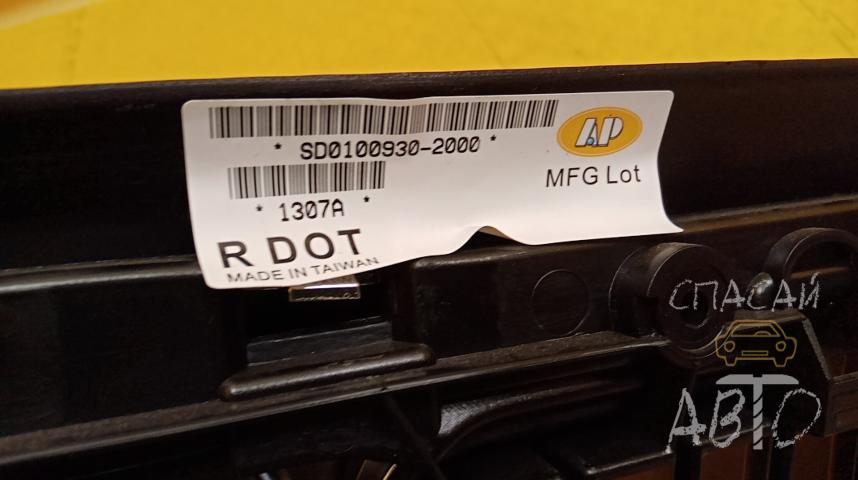 * SD0100930-2000 *
AP
MFG Lot
* 1307A *
R DOT
MADE IN TAIWAN
СПАСАЙ
АВТО